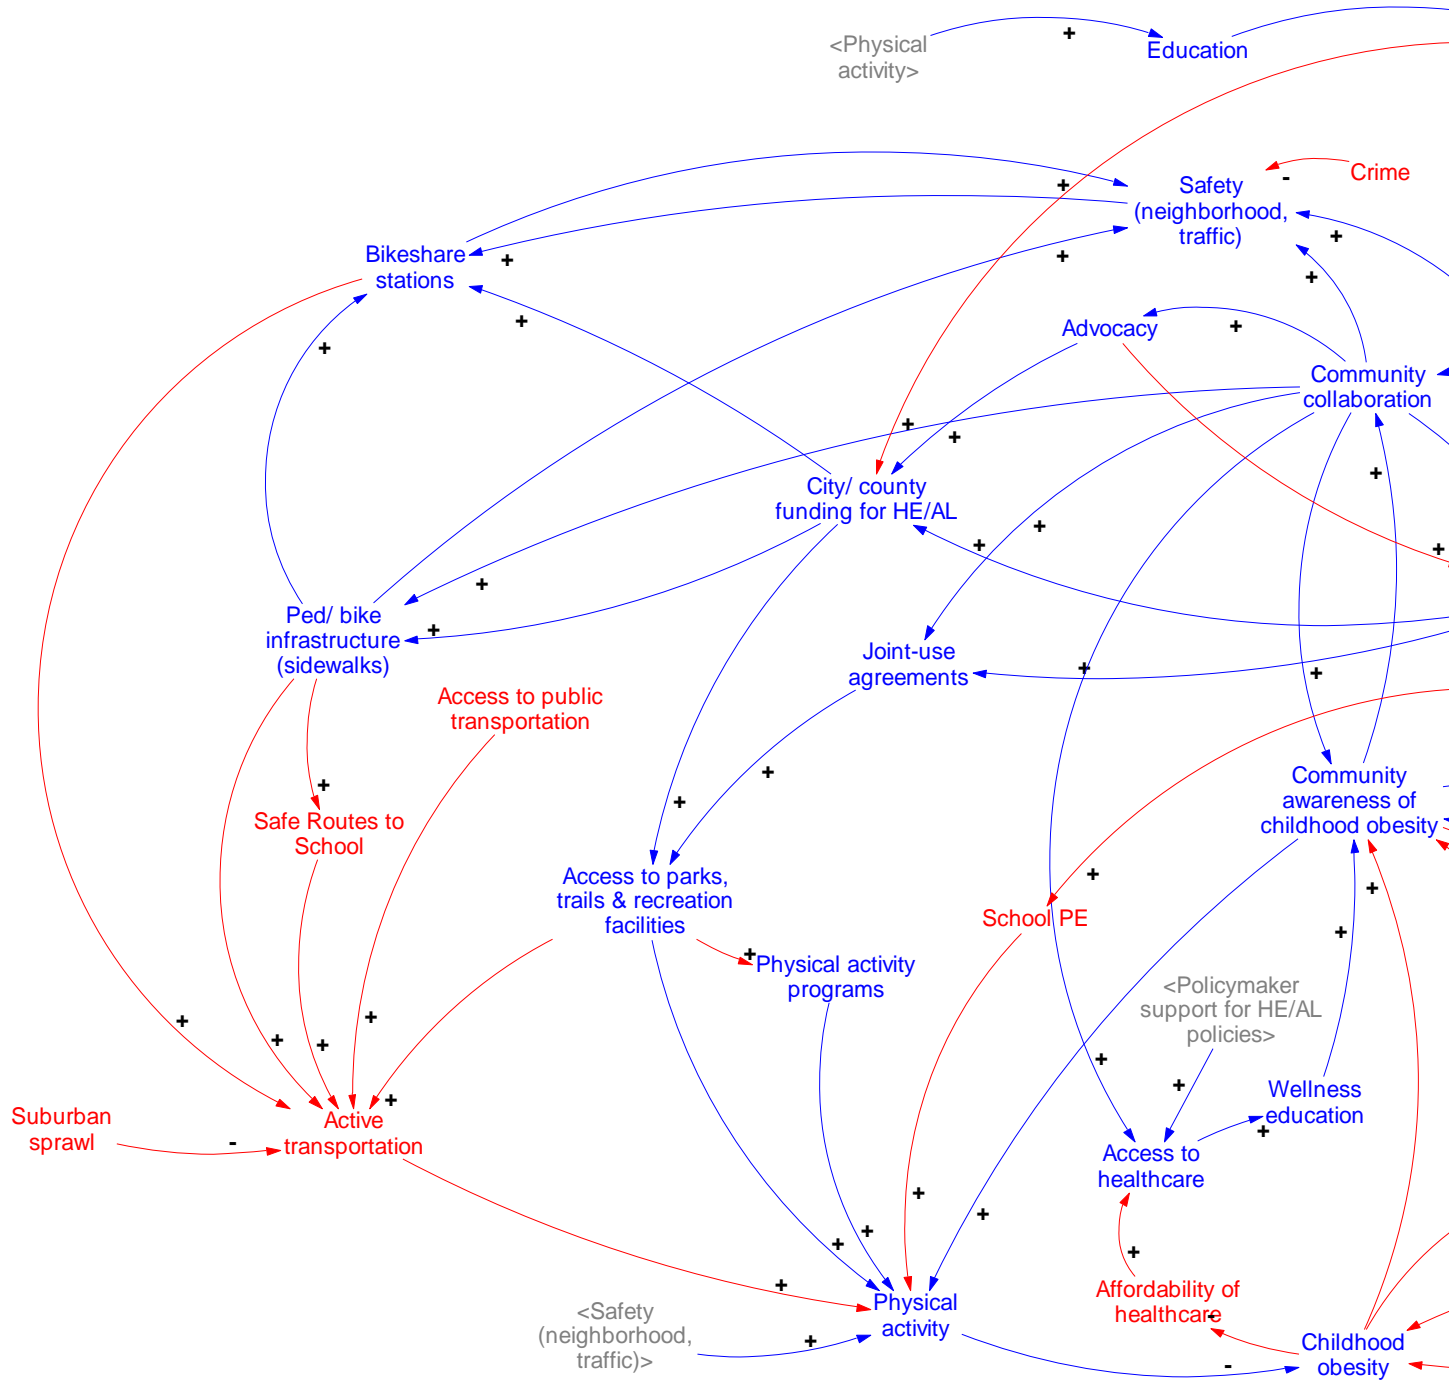 <Physical
activity>
Education
Safety
(neighborhood,
traffic)
Crime
Bikeshare
stations
Advocacy
Community
collaboration
City/ county
funding for HE/AL
Ped/ bike
infrastructure
(sidewalks)
Joint-use
agreements
Access to public
transportation
Community
awareness of
childhood obesity
Safe Routes to
School
Access to parks,
trails & recreation
facilities
School PE
Physical activity
programs
<Policymaker
support for HE/AL
policies>
Wellness
education
Suburban
sprawl
Active
transportation
Access to
healthcare
Affordability of
healthcare
Physical
activity
<Safety
(neighborhood,
traffic)>
Childhood
obesity